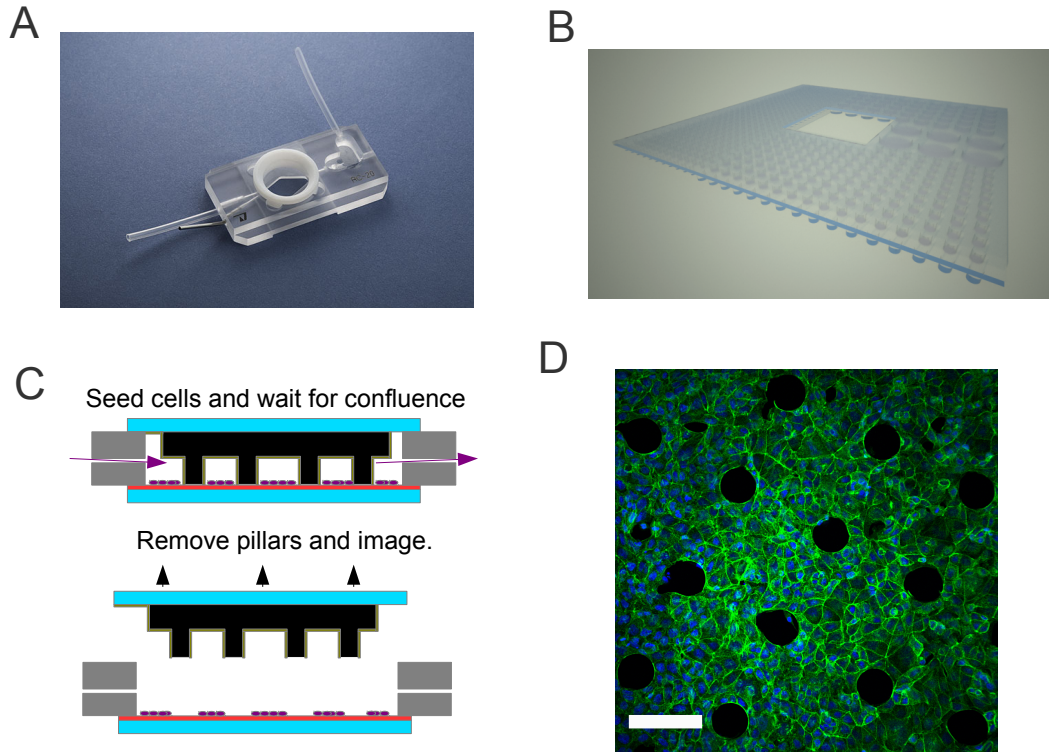 A
B
C
Seed cells and wait for confluence
Remove pillars and image.
D